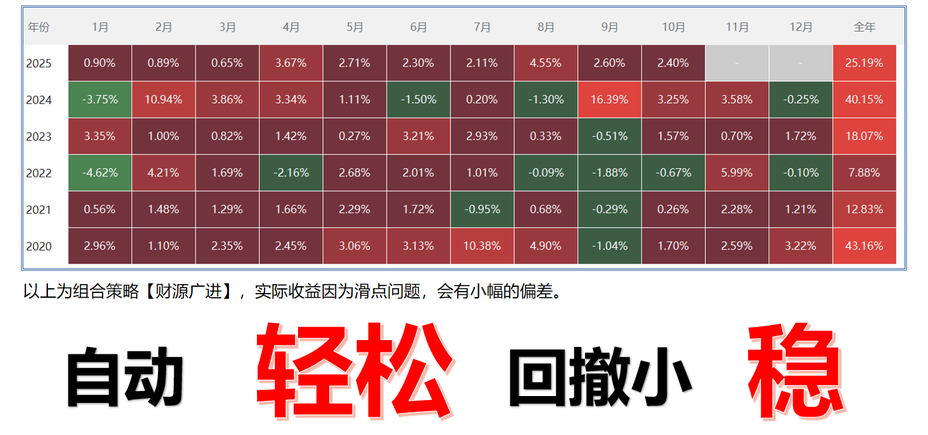 年份 1月 2月 3月 4月 5月 6月 7月 8月 9月 10月 11月 12月 全年
2025 0.90% 0.89% 0.65% 3.67% 2.71% 2.30% 2.11% 4.55% 2.60% 2.40% - - 25.19%
2024 -3.75% 10.94% 3.86% 3.34% 1.11% -1.50% 0.20% -1.30% 16.39% 3.25% 3.58% -0.25% 40.15%
2023 3.35% 1.00% 0.82% 1.42% 0.27% 3.21% 2.93% 0.33% -0.51% 1.57% 0.70% 1.72% 18.07%
2022 -4.62% 4.21% 1.69% -2.16% 2.68% 2.01% 1.01% -0.09% -1.88% -0.67% 5.99% -0.10% 7.88%
2021 0.56% 1.48% 1.29% 1.66% 2.29% 1.72% -0.95% 0.68% -0.29% 0.26% 2.28% 1.21% 12.83%
2020 2.96% 1.10% 2.35% 2.45% 3.06% 3.13% 10.38% 4.90% -1.04% 1.70% 2.59% 3.22% 43.16%
以上为组合策略【财源广进】，实际收益因为滑点问题，会有小幅的偏差。
自动 轻松 回撤小 稳